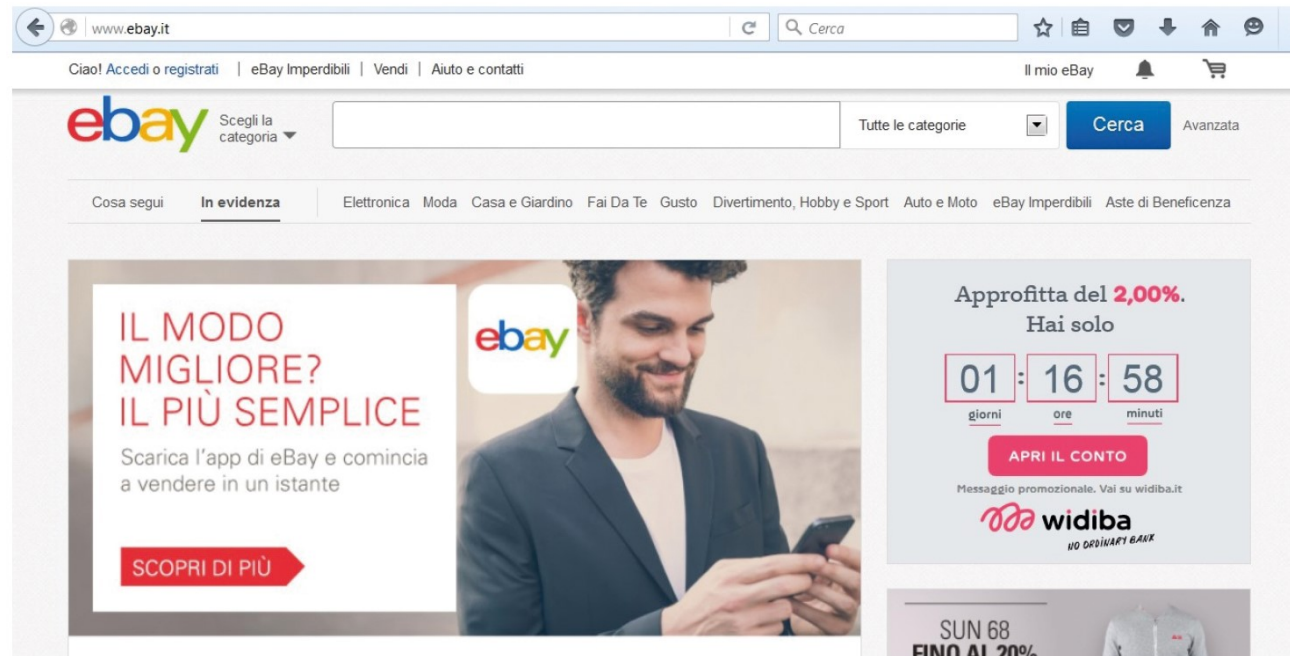 www.ebay.it
Cerca
Ciao! Accedi o registrati | eBay Imperdibili | Vendi | Aiuto e contatti
Il mio eBay
ebay
Scegli la
categoria
Tutte le categorie
Cerca
Avanzata
Cosa segui In evidenza Elettronica Moda Casa e Giardino Fai Da Te Gusto Divertimento, Hobby e Sport Auto e Moto eBay Imperdibili Aste di Beneficenza
IL MODO
MIGLIORE?
IL PIÙ SEMPLICE
Scarica l'app di eBay e comincia
a vendere in un istante
SCOPRI DI PIÙ
ebay
Approfitta del 2,00%.
Hai solo
01 : 16 : 58
giorni ore minuti
APRI IL CONTO
Messaggio promozionale. Vai su widiba.it
widiba
NO ORDINARY BANK
SUN 68
FINO AL 20%